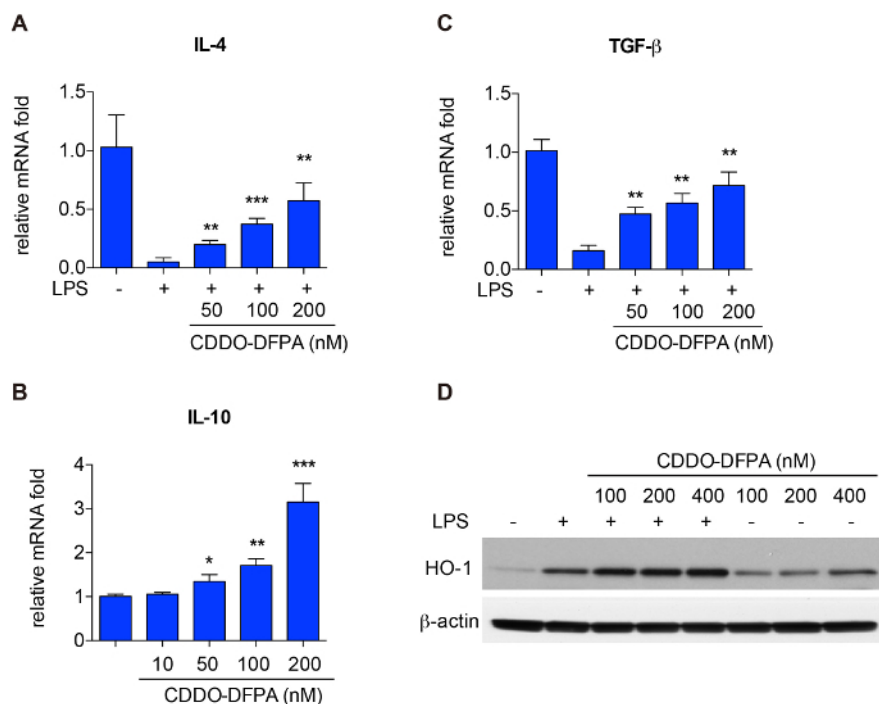 A
IL-4
relative mRNA fold
1.5
1.0
0.5
0.0
** *** **
LPS - + + + +
50 100 200
CDDO-DFPA (nM)
C
TGF-β
relative mRNA fold
1.5
1.0
0.5
0.0
** ** **
LPS - + + + +
50 100 200
CDDO-DFPA (nM)
B
IL-10
relative mRNA fold
4
3
2
1
0
* ** ***
- 10 50 100 200
CDDO-DFPA (nM)
D
CDDO-DFPA (nM)
100 200 400 100 200 400
LPS - + + + + - - -
HO-1
β-actin